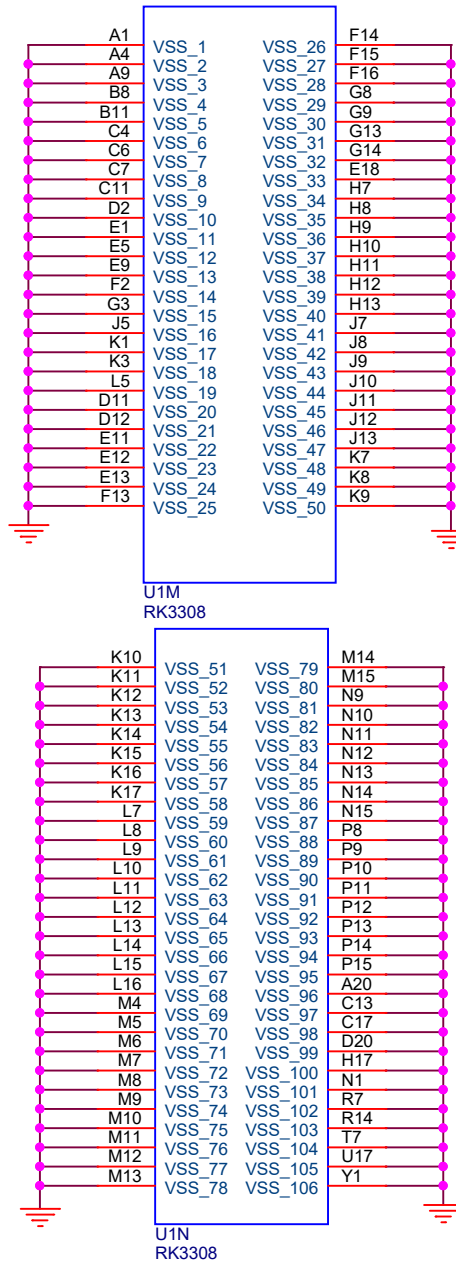 A1 VSS_1 VSS_26 F14
A4 VSS_2 VSS_27 F15
A9 VSS_3 VSS_28 F16
B8 VSS_4 VSS_29 G8
B11 VSS_5 VSS_30 G9
C4 VSS_6 VSS_31 G13
C6 VSS_7 VSS_32 G14
C7 VSS_8 VSS_33 E18
C11 VSS_9 VSS_34 H7
D2 VSS_10 VSS_35 H8
E1 VSS_11 VSS_36 H9
E5 VSS_12 VSS_37 H10
E9 VSS_13 VSS_38 H11
F2 VSS_14 VSS_39 H12
G3 VSS_15 VSS_40 H13
J5 VSS_16 VSS_41 J7
K1 VSS_17 VSS_42 J8
K3 VSS_18 VSS_43 J9
L5 VSS_19 VSS_44 J10
D11 VSS_20 VSS_45 J11
D12 VSS_21 VSS_46 J12
E11 VSS_22 VSS_47 J13
E12 VSS_23 VSS_48 K7
E13 VSS_24 VSS_49 K8
F13 VSS_25 VSS_50 K9
U1M
RK3308
K10 VSS_51 VSS_79 M14
K11 VSS_52 VSS_80 M15
K12 VSS_53 VSS_81 N9
K13 VSS_54 VSS_82 N10
K14 VSS_55 VSS_83 N11
K15 VSS_56 VSS_84 N12
K16 VSS_57 VSS_85 N13
K17 VSS_58 VSS_86 N14
L7 VSS_59 VSS_87 N15
L8 VSS_60 VSS_88 P8
L9 VSS_61 VSS_89 P9
L10 VSS_62 VSS_90 P10
L11 VSS_63 VSS_91 P11
L12 VSS_64 VSS_92 P12
L13 VSS_65 VSS_93 P13
L14 VSS_66 VSS_94 P14
L15 VSS_67 VSS_95 P15
L16 VSS_68 VSS_96 A20
M4 VSS_69 VSS_97 C13
M5 VSS_70 VSS_98 C17
M6 VSS_71 VSS_99 D20
M7 VSS_72 VSS_100 H17
M8 VSS_73 VSS_101 N1
M9 VSS_74 VSS_102 R7
M10 VSS_75 VSS_103 R14
M11 VSS_76 VSS_104 T7
M12 VSS_77 VSS_105 U17
M13 VSS_78 VSS_106 Y1
U1N
RK3308